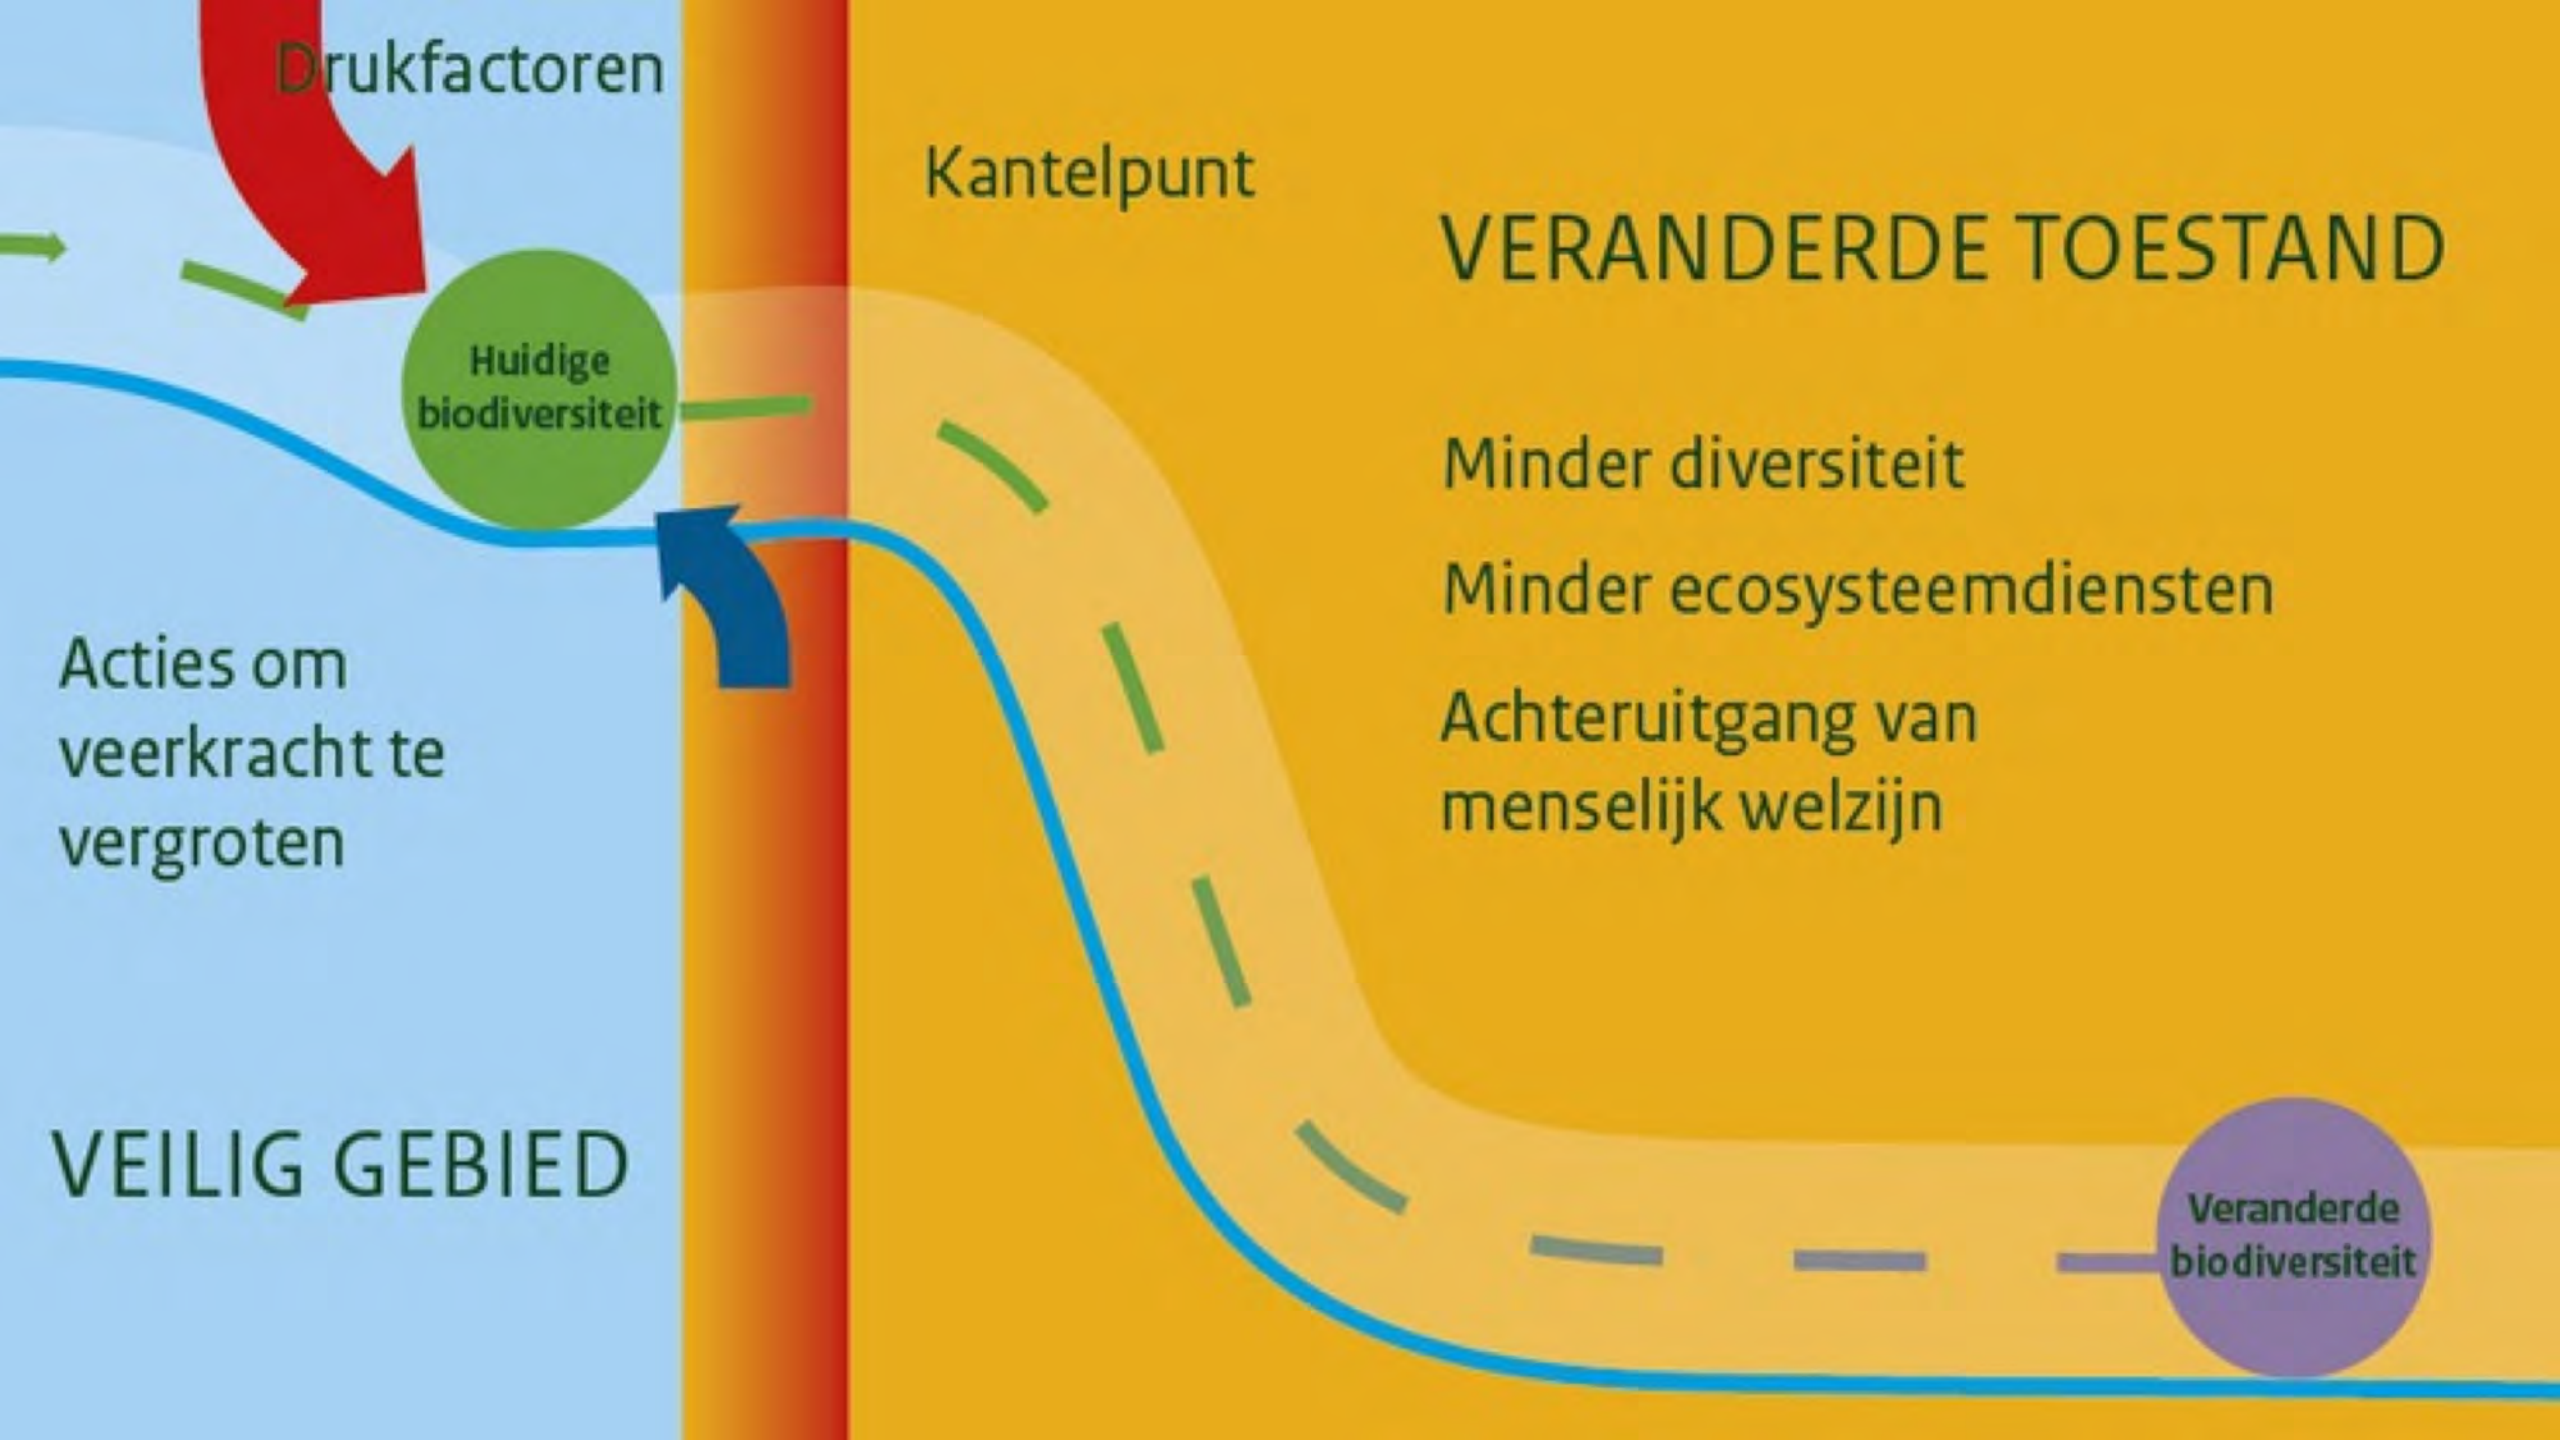 Drukfactoren
Kantelpunt
VERANDERDE TOESTAND
Huidige
biodiversiteit
Minder diversiteit
Minder ecosysteemdiensten
Achteruitgang van
menselijk welzijn
Acties om
veerkracht te
vergroten
VEILIG GEBIED
Veranderde
biodiversiteit